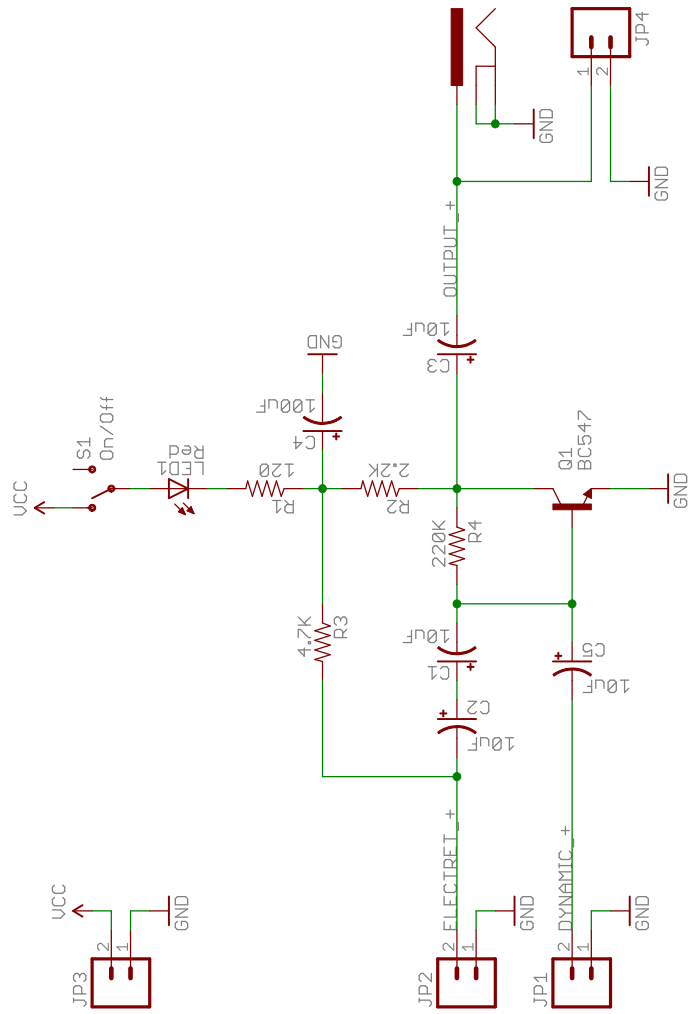 JP4
1
2
GND
GND
OUTPUT_+
10uF
C3
GND
100uF
C4
S1
On/Off
VCC
LED1
Red
120
R1
2.2K
R2
Q1
BC547
GND
220K
R4
4.7K
R3
10uF
C1
C2
10uF
C5
10uF
ELECTRET_+
DYNAMIC_+
VCC
GND
2
1
JP3
GND
2
1
JP2
GND
2
1
JP1